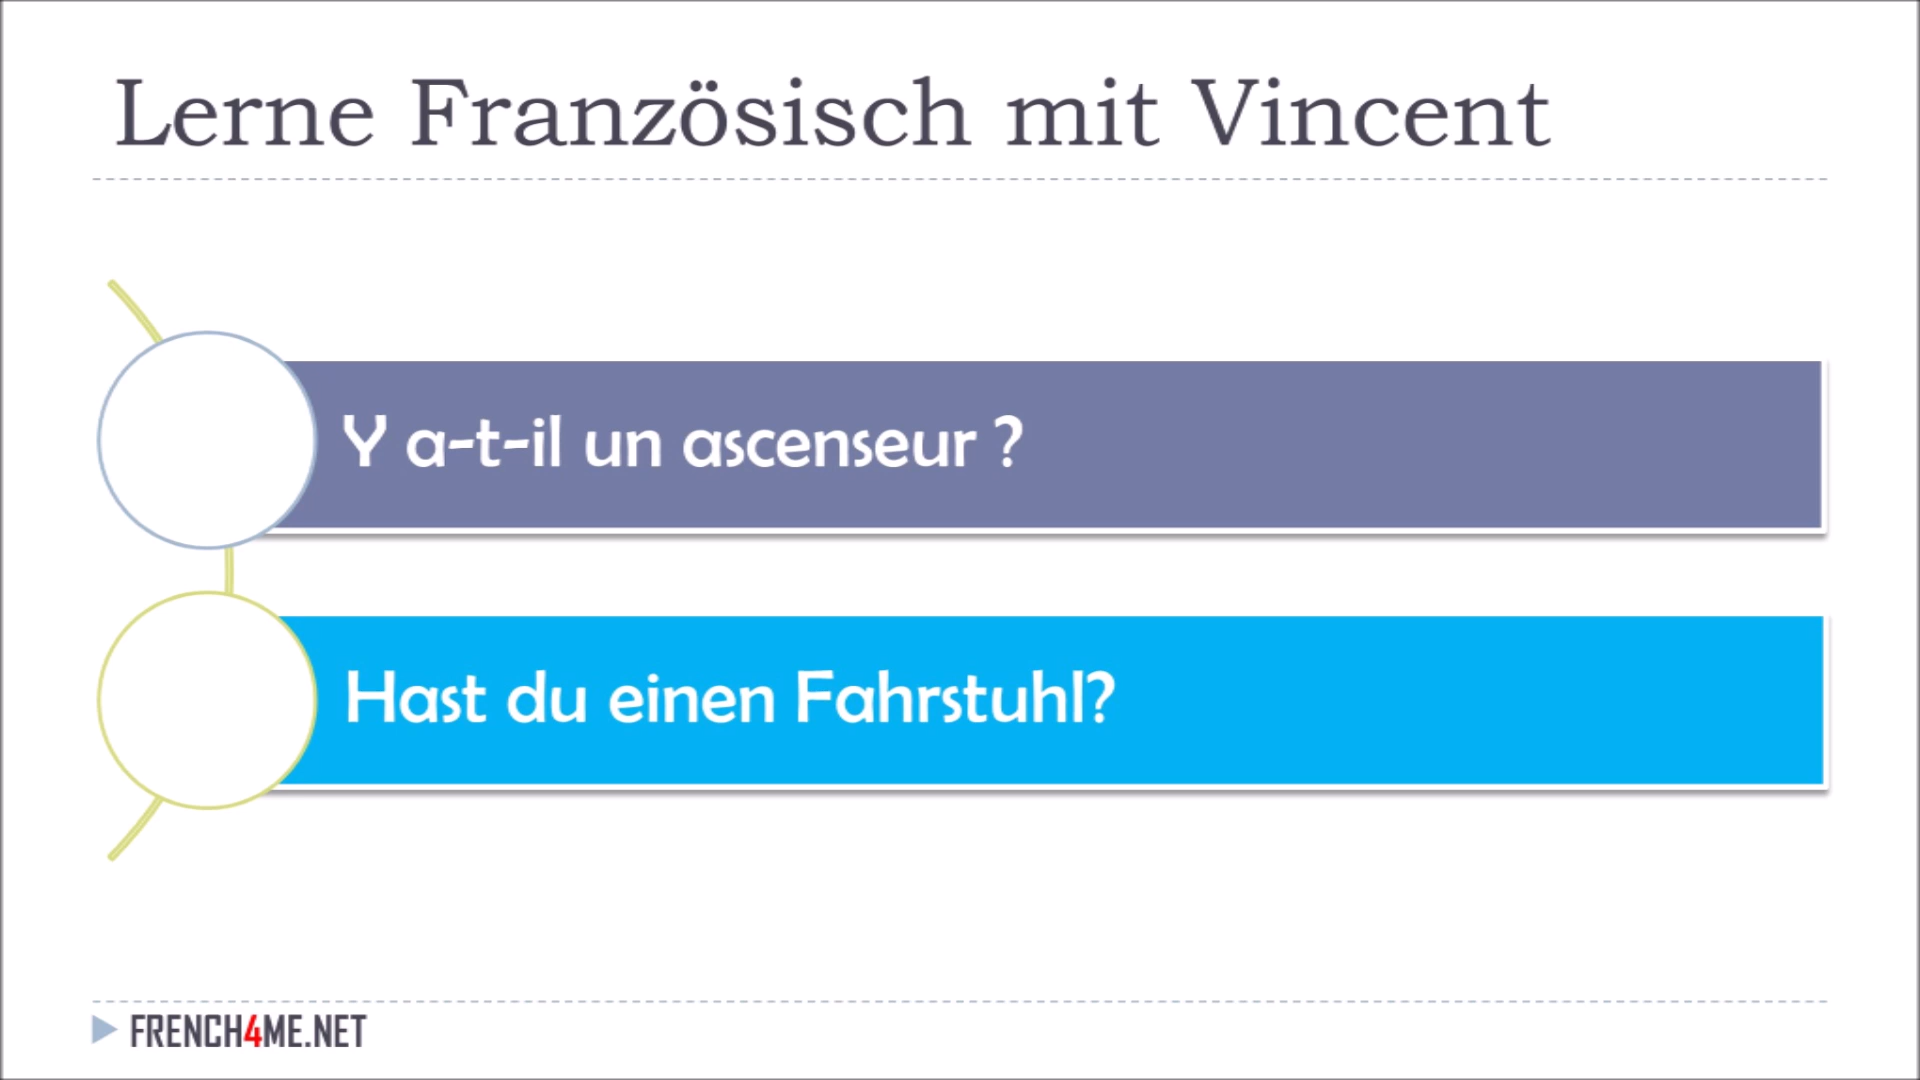 Lerne Französisch mit Vincent
Y a-t-il un ascenseur ?
Hast du einen Fahrstuhl?
FRENCH4ME.NET